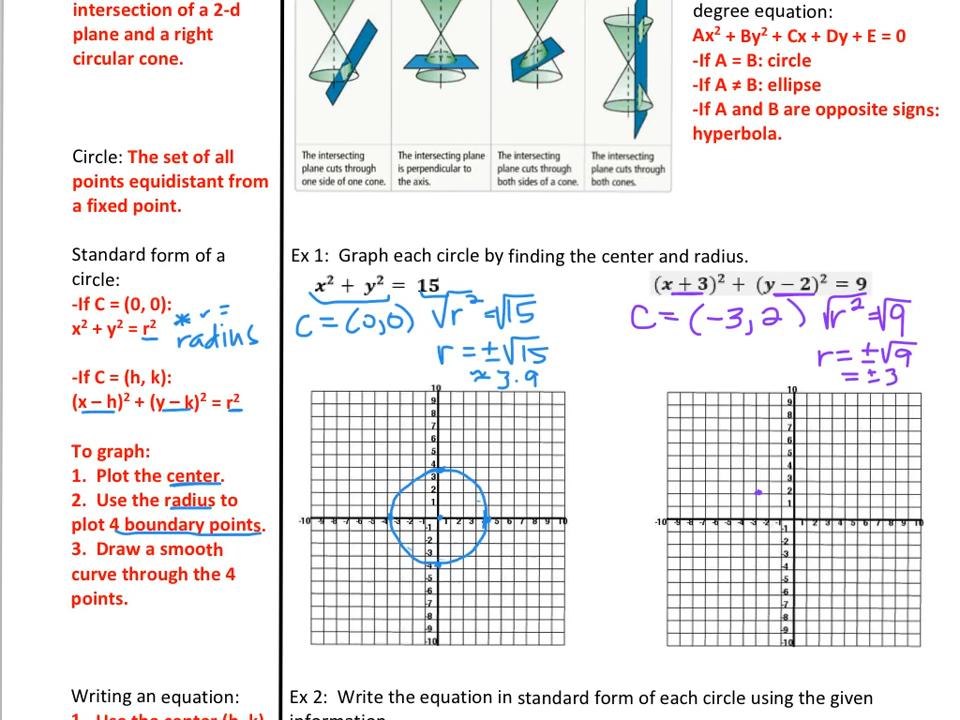 intersection of a 2-d
plane and a right
circular cone.
degree equation:
Ax² + By² + Cx + Dy + E = 0
-If A = B: circle
-If A ≠ B: ellipse
-If A and B are opposite signs:
hyperbola.
The intersecting
plane cuts through
one side of one cone.
The intersecting plane
is perpendicular to
the axis.
The intersecting
plane cuts through
both sides of a cone.
The intersecting
plane cuts through
both cones.
Circle: The set of all
points equidistant from
a fixed point.
Standard form of a
circle:
-If C = (0, 0):
x² + y² = r²
* r =
radius
-If C = (h, k):
(x – h)² + (y – k)² = r²
To graph:
1. Plot the center.
2. Use the radius to
plot 4 boundary points.
3. Draw a smooth
curve through the 4
points.
Ex 1: Graph each circle by finding the center and radius.
x² + y² = 15
C = (0,0) √r² = √15
r = ±√15
≈ 3.9
(x + 3)² + (y – 2)² = 9
C = (-3, 2) √r² = √9
r = ±√9
= ±3
Writing an equation:
Ex 2: Write the equation in standard form of each circle using the given